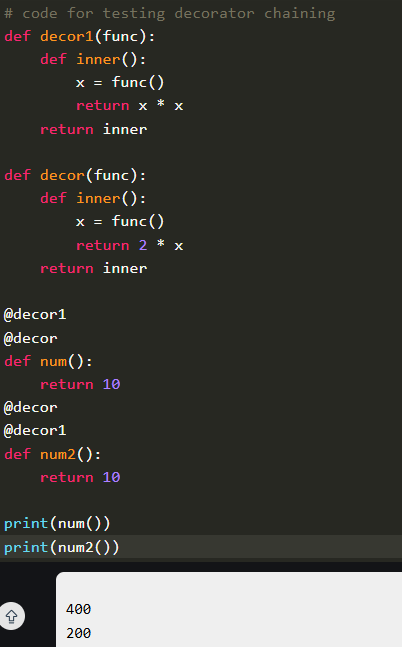 # code for testing decorator chaining
def decor1(func):
    def inner():
        x = func()
        return x * x
    return inner

def decor(func):
    def inner():
        x = func()
        return 2 * x
    return inner

@decor1
@decor
def num():
    return 10
@decor
@decor1
def num2():
    return 10

print(num())
print(num2())
400
200